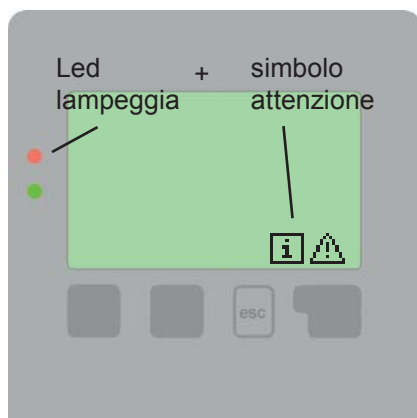 Led + simbolo
lampeggia attenzione
i
esc